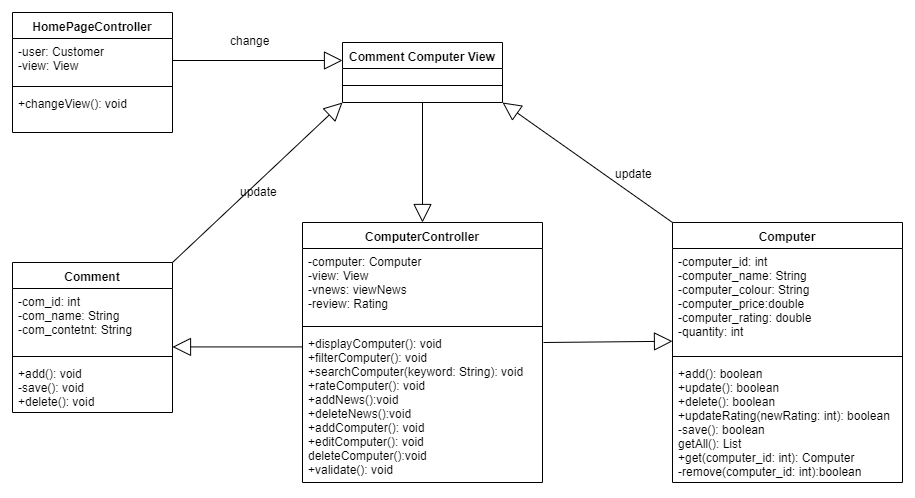 HomePageController
-user: Customer
-view: View
+changeView(): void
change
Comment Computer View
update
update
Comment
-com_id: int
-com_name: String
-com_contetnt: String
+add(): void
-save(): void
+delete(): void
ComputerController
-computer: Computer
-view: View
-vnews: viewNews
-review: Rating
+displayComputer(): void
+filterComputer(): void
+searchComputer(keyword: String): void
+rateComputer(): void
+addNews():void
+deleteNews():void
+addComputer(): void
+editComputer(): void
deleteComputer():void
+validate(): void
Computer
-computer_id: int
-computer_name: String
-computer_colour: String
-computer_price:double
-computer_rating: double
-quantity: int
+add(): boolean
+update(): boolean
+delete(): boolean
+updateRating(newRating: int): boolean
-save(): boolean
getAll(): List
+get(computer_id: int): Computer
-remove(computer_id: int):boolean